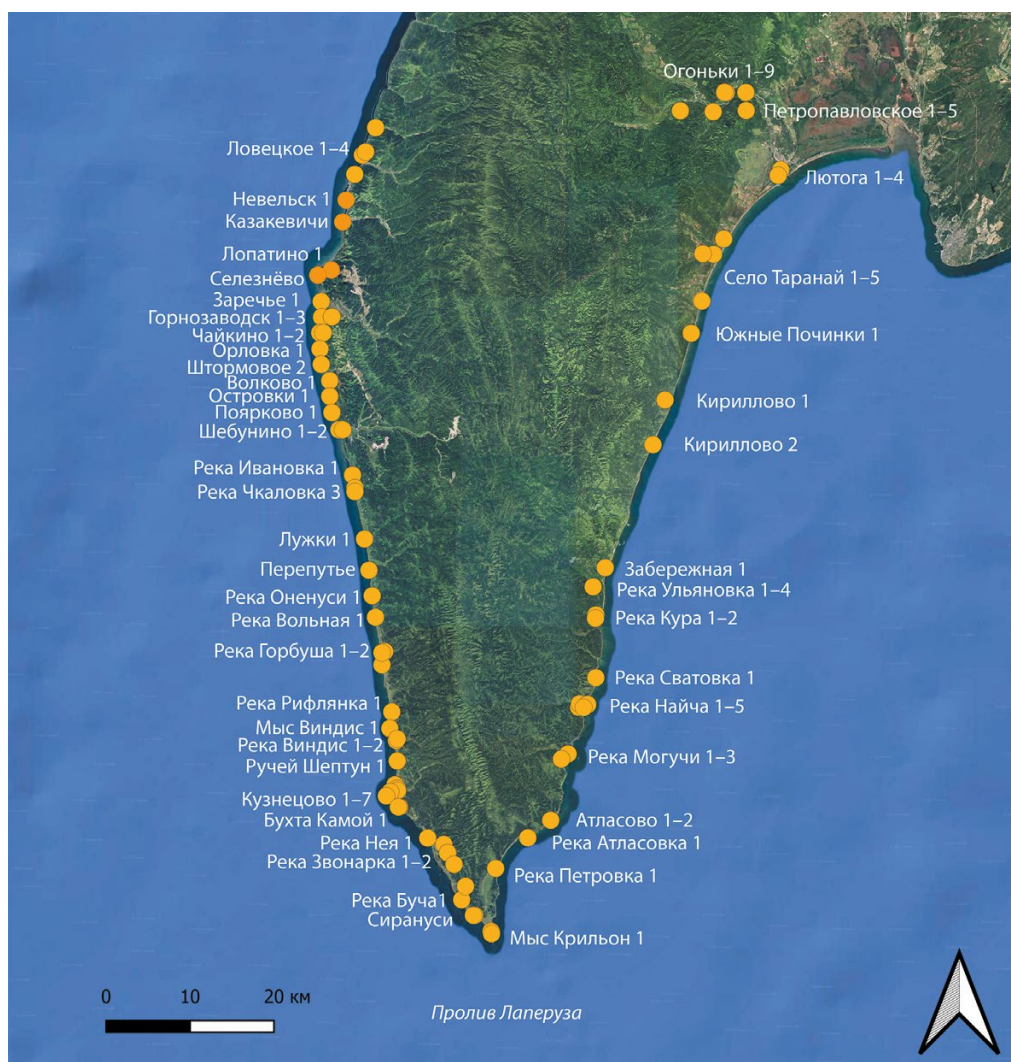 Огоньки 1–9
Петропавловское 1–5
Ловецкое 1–4
Лютога 1–4
Невельск 1
Казакевичи
Лопатино 1
Селезнёво
Село Таранай 1–5
Заречье 1
Горнозаводск 1–3
Чайкино 1–2
Южные Починки 1
Орловка 1
Штормовое 2
Волково 1
Островки 1
Кириллово 1
Поярково 1
Шебунино 1–2
Кириллово 2
Река Ивановка 1
Река Чкаловка 3
Лужки 1
Перепутье
Забережная 1
Река Ульяновка 1–4
Река Оненуси 1
Река Вольная 1
Река Кура 1–2
Река Горбуша 1–2
Река Сватовка 1
Река Рифлянка 1
Река Найча 1–5
Мыс Виндис 1
Река Виндис 1–2
Река Могучи 1–3
Ручей Шептун 1
Кузнецово 1–7
Бухта Камой 1
Атласово 1–2
Река Нея 1
Река Атласовка 1
Река Звонарка 1–2
Река Петровка 1
Река Буча1
Сирануси
Мыс Крильон 1
0 10 20 км
Пролив Лаперуза